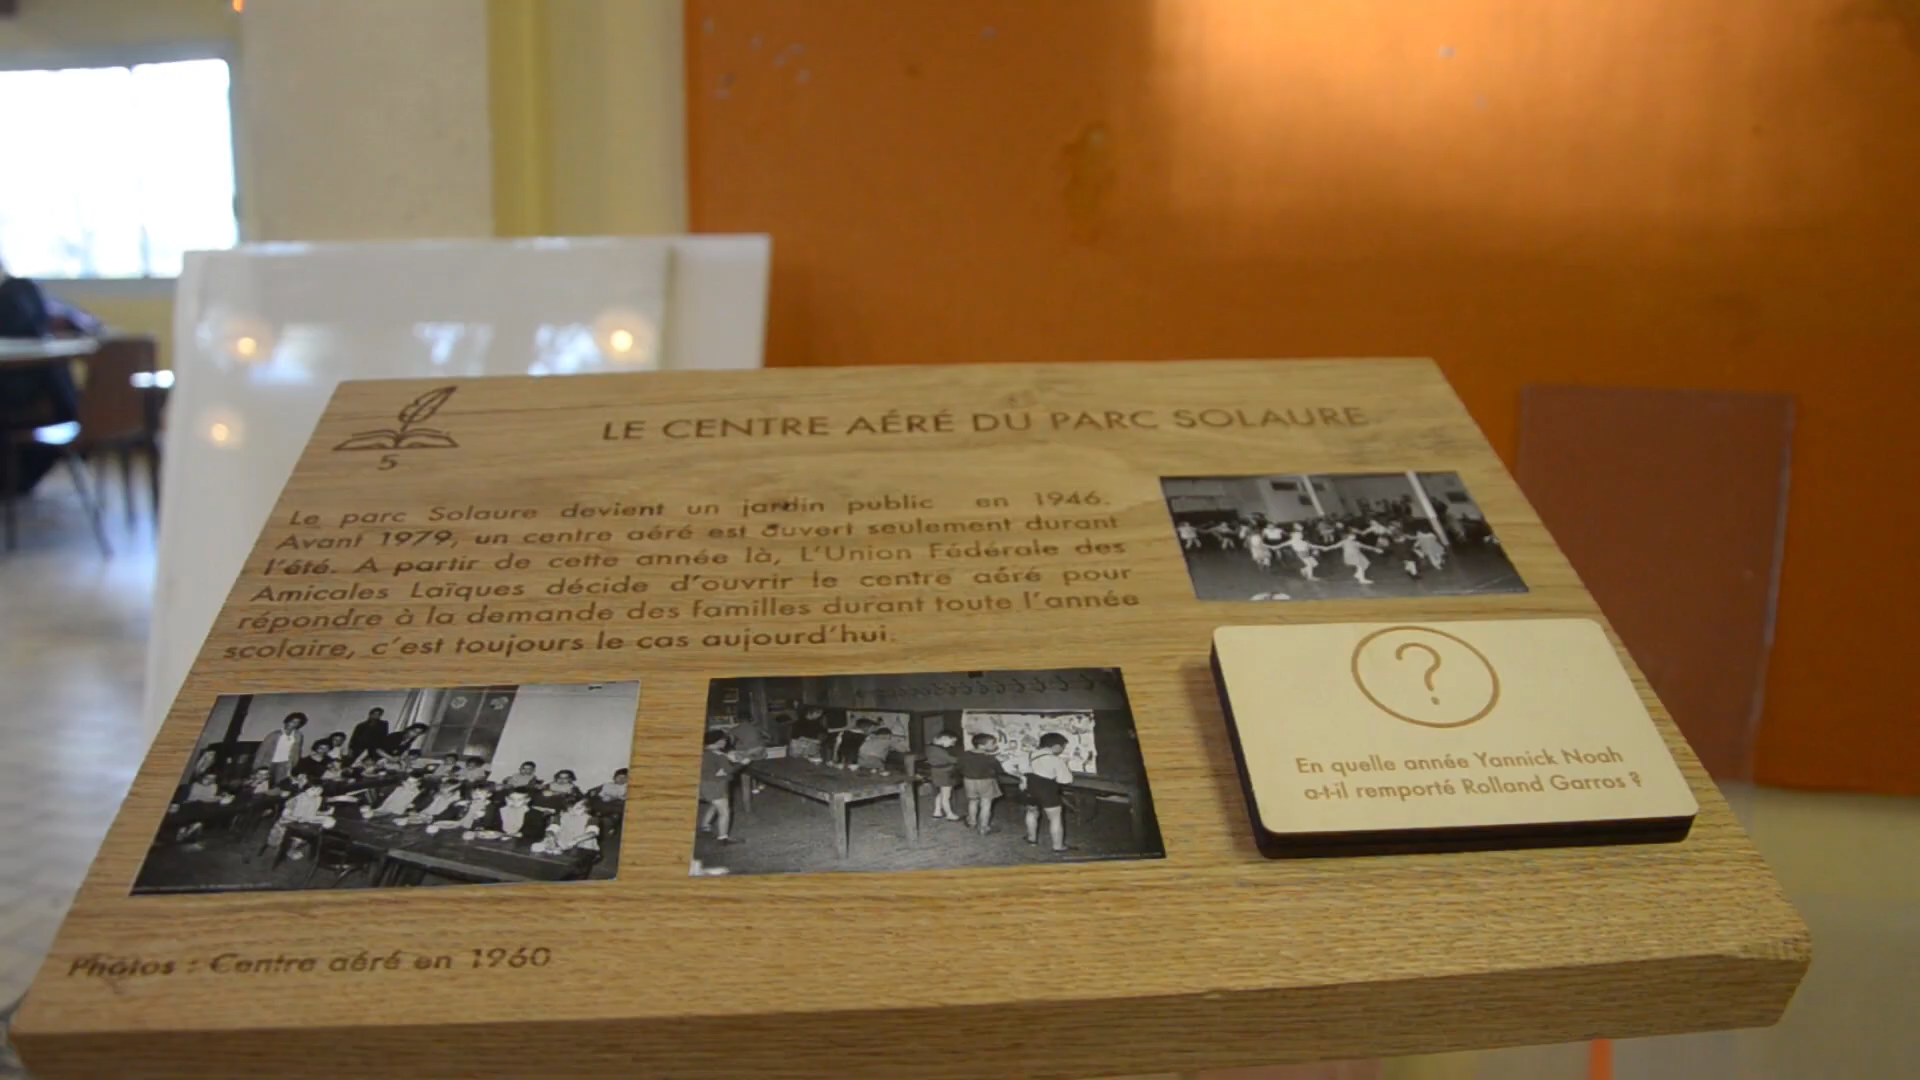 5
LE CENTRE AÉRÉ DU PARC SOLAURE
Le parc Solaure devient un jardin public en 1946.
Avant 1979, un centre aéré est ouvert seulement durant
l'été. A partir de cette année là, L'Union Fédérale des
Amicales Laïques décide d'ouvrir le centre aéré pour
répondre à la demande des familles durant toute l'année
scolaire, c'est toujours le cas aujourd'hui.
?
En quelle année Yannick Noah
a-t-il remporté Rolland Garros ?
Photos : Centre aéré en 1960